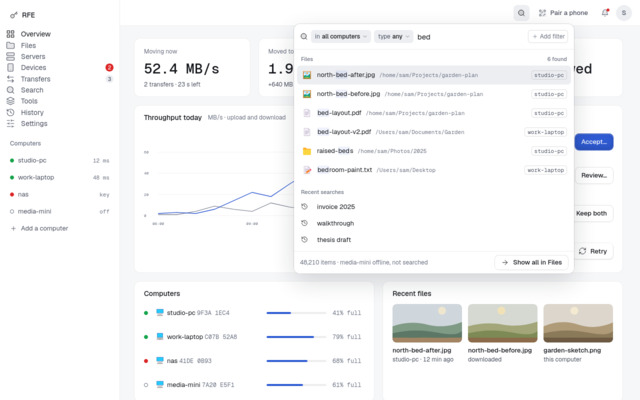 RFE
Overview
Files
Servers
Devices 2
Transfers 3
Search
Tools
History
Settings
Computers
studio-pc 12 ms
work-laptop 48 ms
nas key
media-mini off
+ Add a computer
Pair a phone
S
in all computers type any bed + Add filter
Files 6 found
north-bed-after.jpg /home/sam/Projects/garden-plan studio-pc
north-bed-before.jpg /home/sam/Projects/garden-plan studio-pc
bed-layout.pdf /home/sam/Projects/garden-plan studio-pc
bed-layout-v2.pdf /Users/sam/Documents/Garden work-laptop
raised-beds /home/sam/Photos/2025 studio-pc
bedroom-paint.txt /Users/sam/Desktop work-laptop
Recent searches
invoice 2025
walkthrough
thesis draft
48,210 items · media-mini offline, not searched
Show all in Files
Moving now
52.4 MB/s
2 transfers · 23 s left
Moved to
1.9
+640 MB
wed
Throughput today MB/s · upload and download
Accept...
Review...
Keep both
Retry
Computers
studio-pc 9F3A 1EC4 41% full
work-laptop C07B 52A8 79% full
nas 41DE 0B93 68% full
media-mini 7A20 E5F1 61% full
Recent files
north-bed-after.jpg
studio-pc · 12 min ago
north-bed-before.jpg
downloaded
garden-sketch.png
this computer